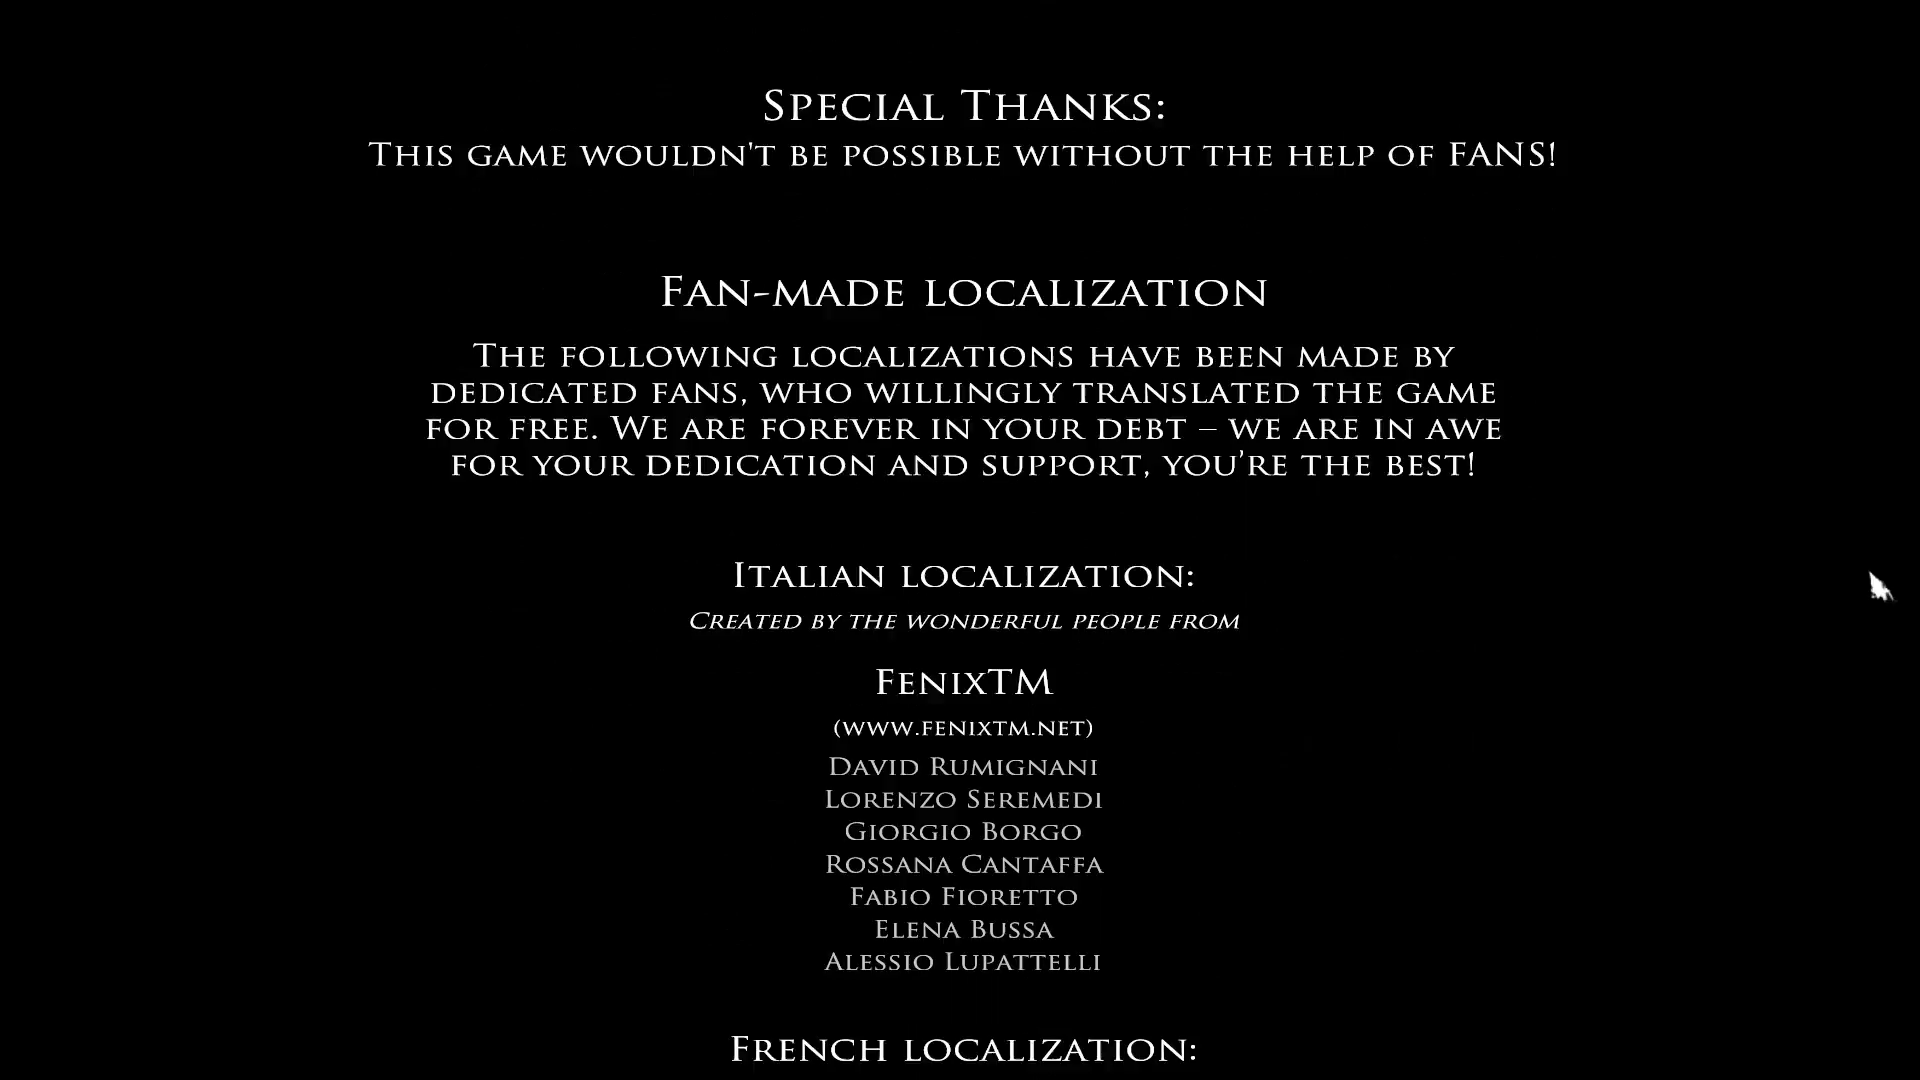 Special Thanks:
This game wouldn't be possible without the help of FANS!
Fan-made localization
The following localizations have been made by
dedicated fans, who willingly translated the game
for free. We are forever in your debt – we are in awe
for your dedication and support, you're the best!
Italian localization:
Created by the wonderful people from
FenixTM
(www.fenixtm.net)
David Rumignani
Lorenzo Seremedi
Giorgio Borgo
Rossana Cantaffa
Fabio Fioretto
Elena Bussa
Alessio Lupattelli
French localization: